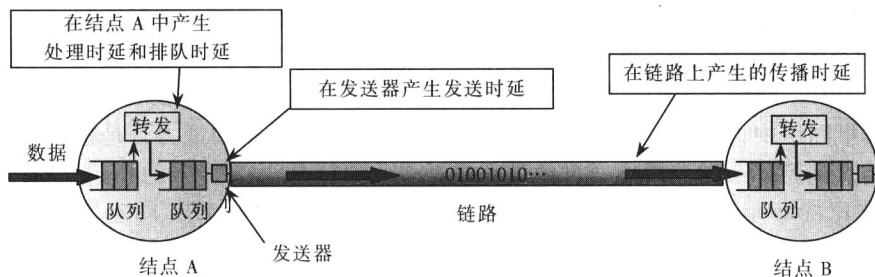 在结点 A 中产生
处理时延和排队时延
在发送器产生发送时延
在链路上产生的传播时延
转发
转发
数据
01001010…
队列
队列
链路
队列
发送器
结点 A
结点 B